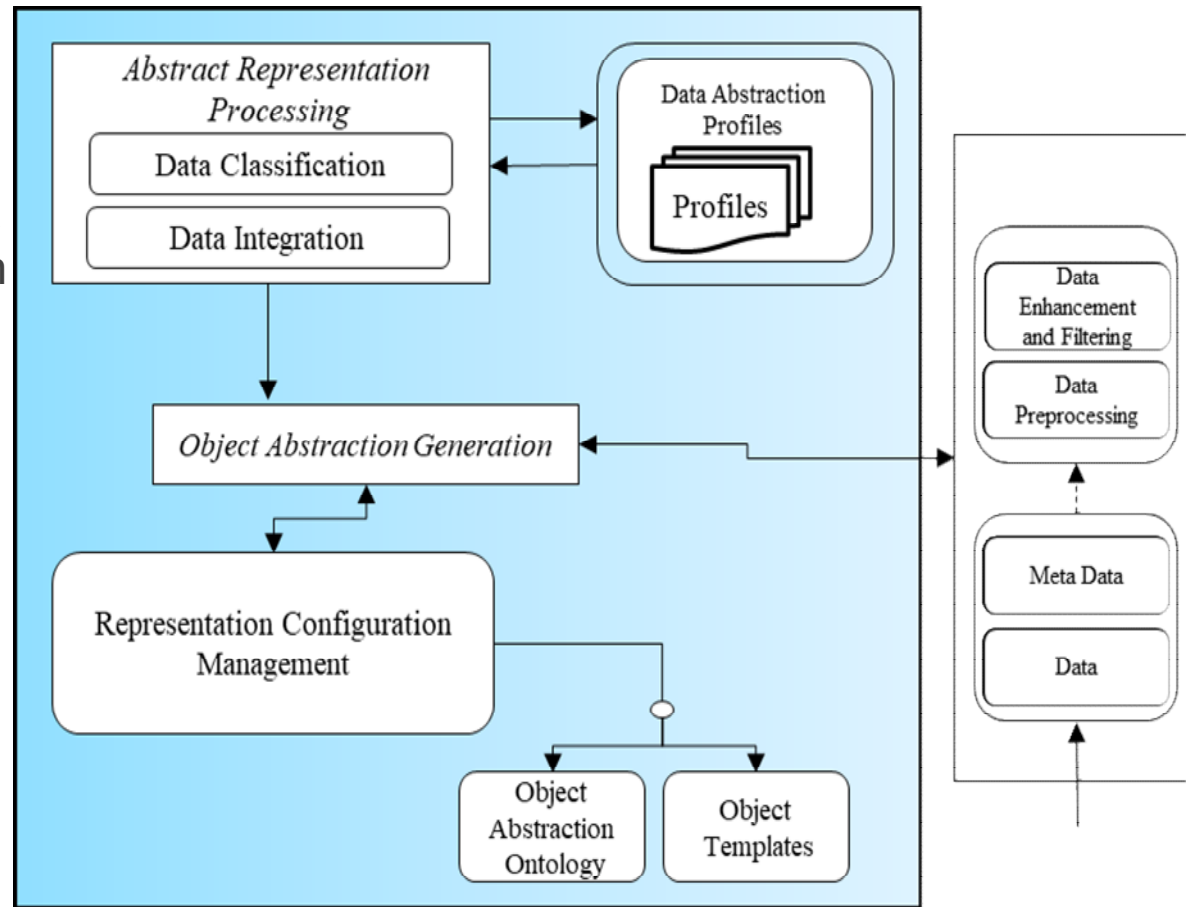 Abstract Representation
Processing
Data Classification
Data Integration
Data Abstraction
Profiles
Profiles
Object Abstraction Generation
Representation Configuration
Management
Object
Abstraction
Ontology
Object
Templates
Data
Enhancement
and Filtering
Data
Preprocessing
Meta Data
Data